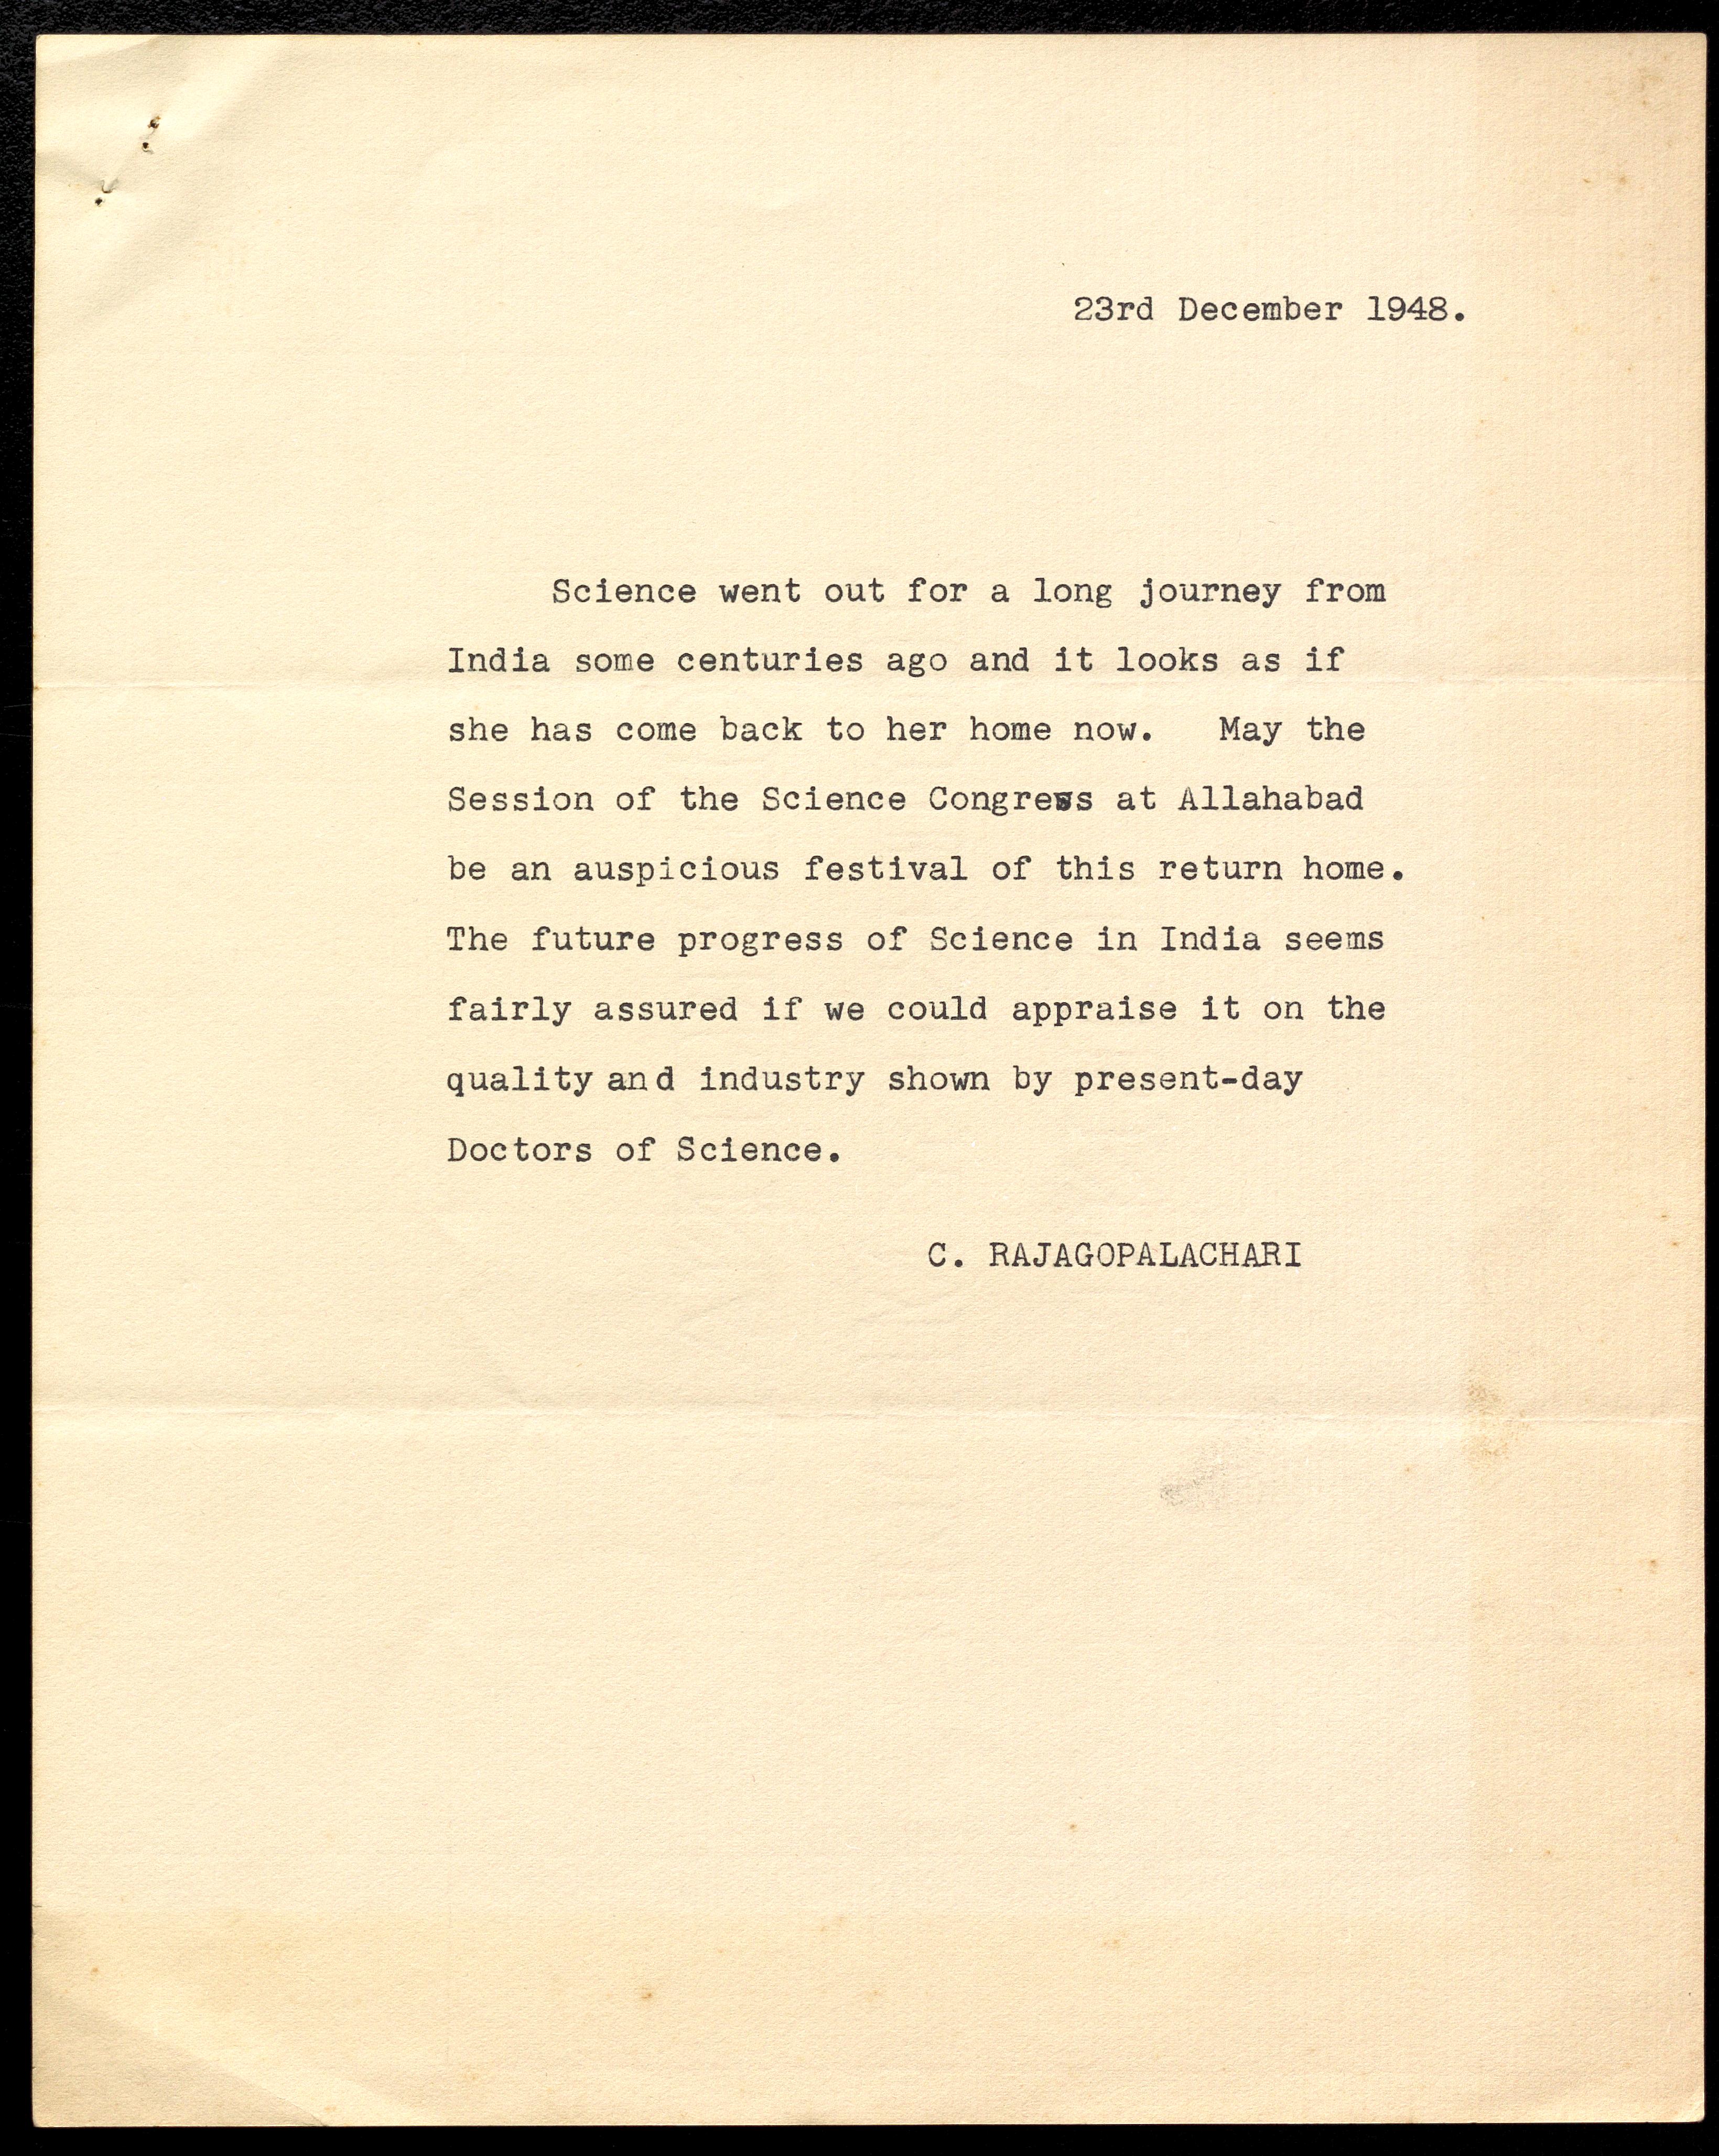 23rd December 1948.
Science went out for a long journey from
India some centuries ago and it looks as if
she has come back to her home now. May the
Session of the Science Congress at Allahabad
be an auspicious festival of this return home.
The future progress of Science in India seems
fairly assured if we could appraise it on the
quality and industry shown by present-day
Doctors of Science.
C. RAJAGOPALACHARI